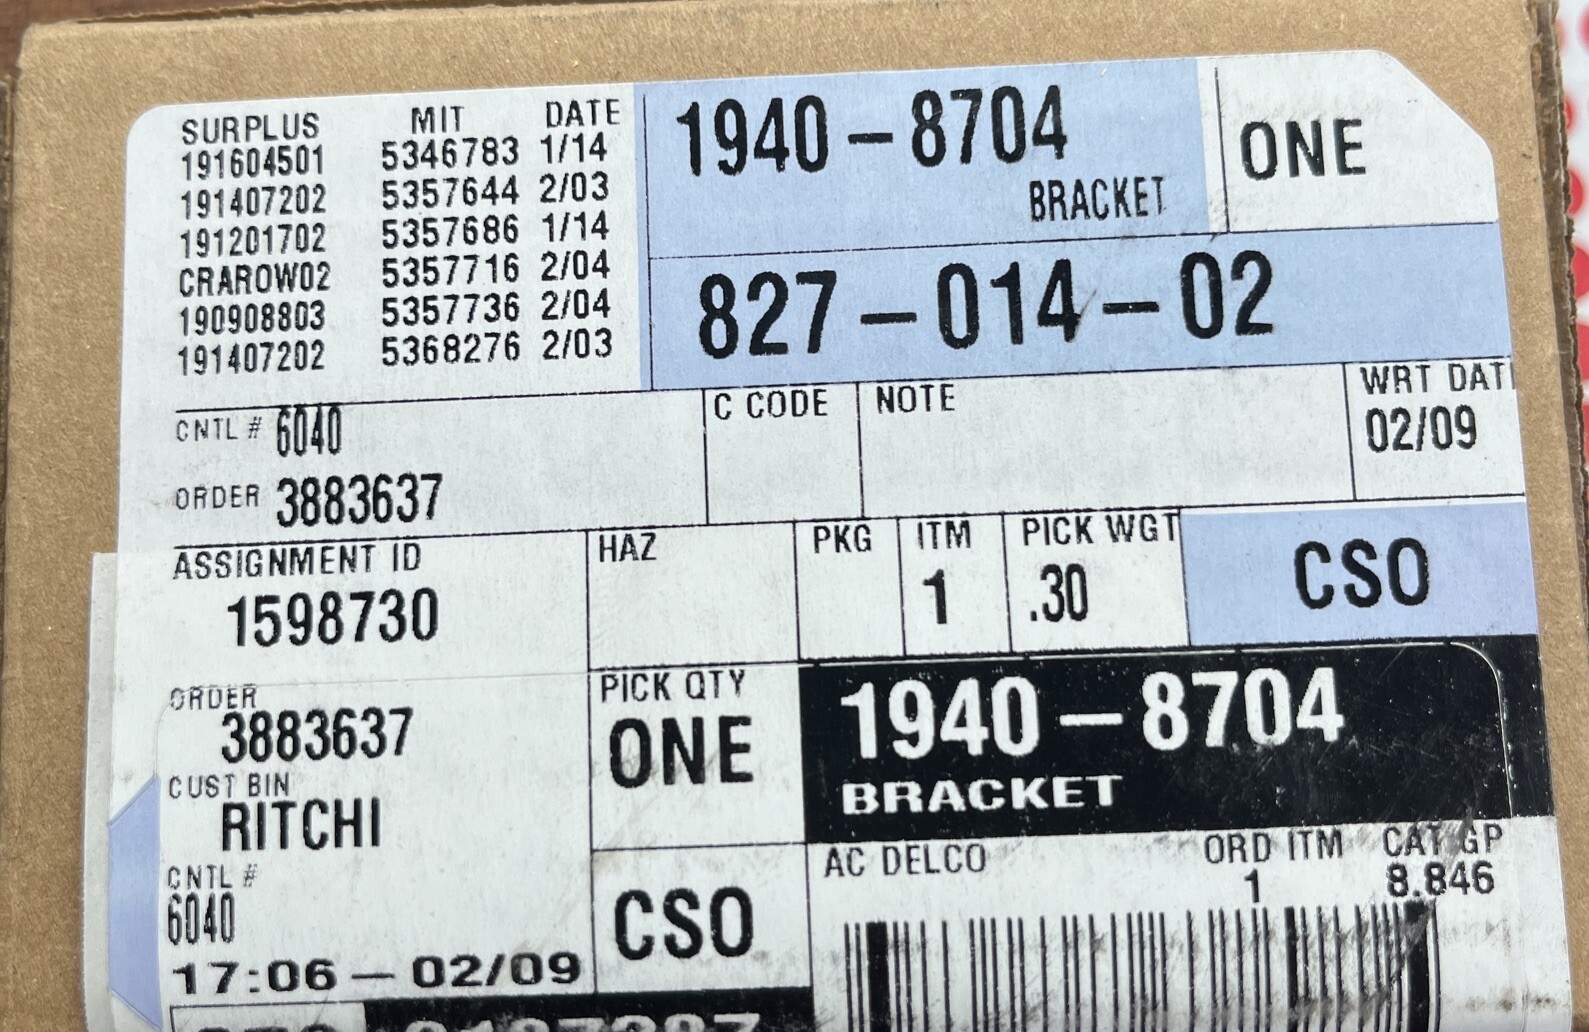 SURPLUS MIT DATE
191604501 5346783 1/14
191407202 5357644 2/03
191201702 5357686 1/14
CRAROW02 5357716 2/04
190908803 5357736 2/04
191407202 5368276 2/03
1940-8704
BRACKET
ONE
827-014-02
CNTL # 6040
ORDER 3883637
C CODE
NOTE
WRT DAT
02/09
ASSIGNMENT ID
1598730
HAZ
PKG
ITM
1
PICK WGT
.30
CSO
ORDER
3883637
CUST BIN
RITCHI
CNTL #
6040
17:06-02/09
PICK QTY
ONE
CSO
1940-8704
BRACKET
AC DELCO
ORD ITM
1
CAT GP
8.846